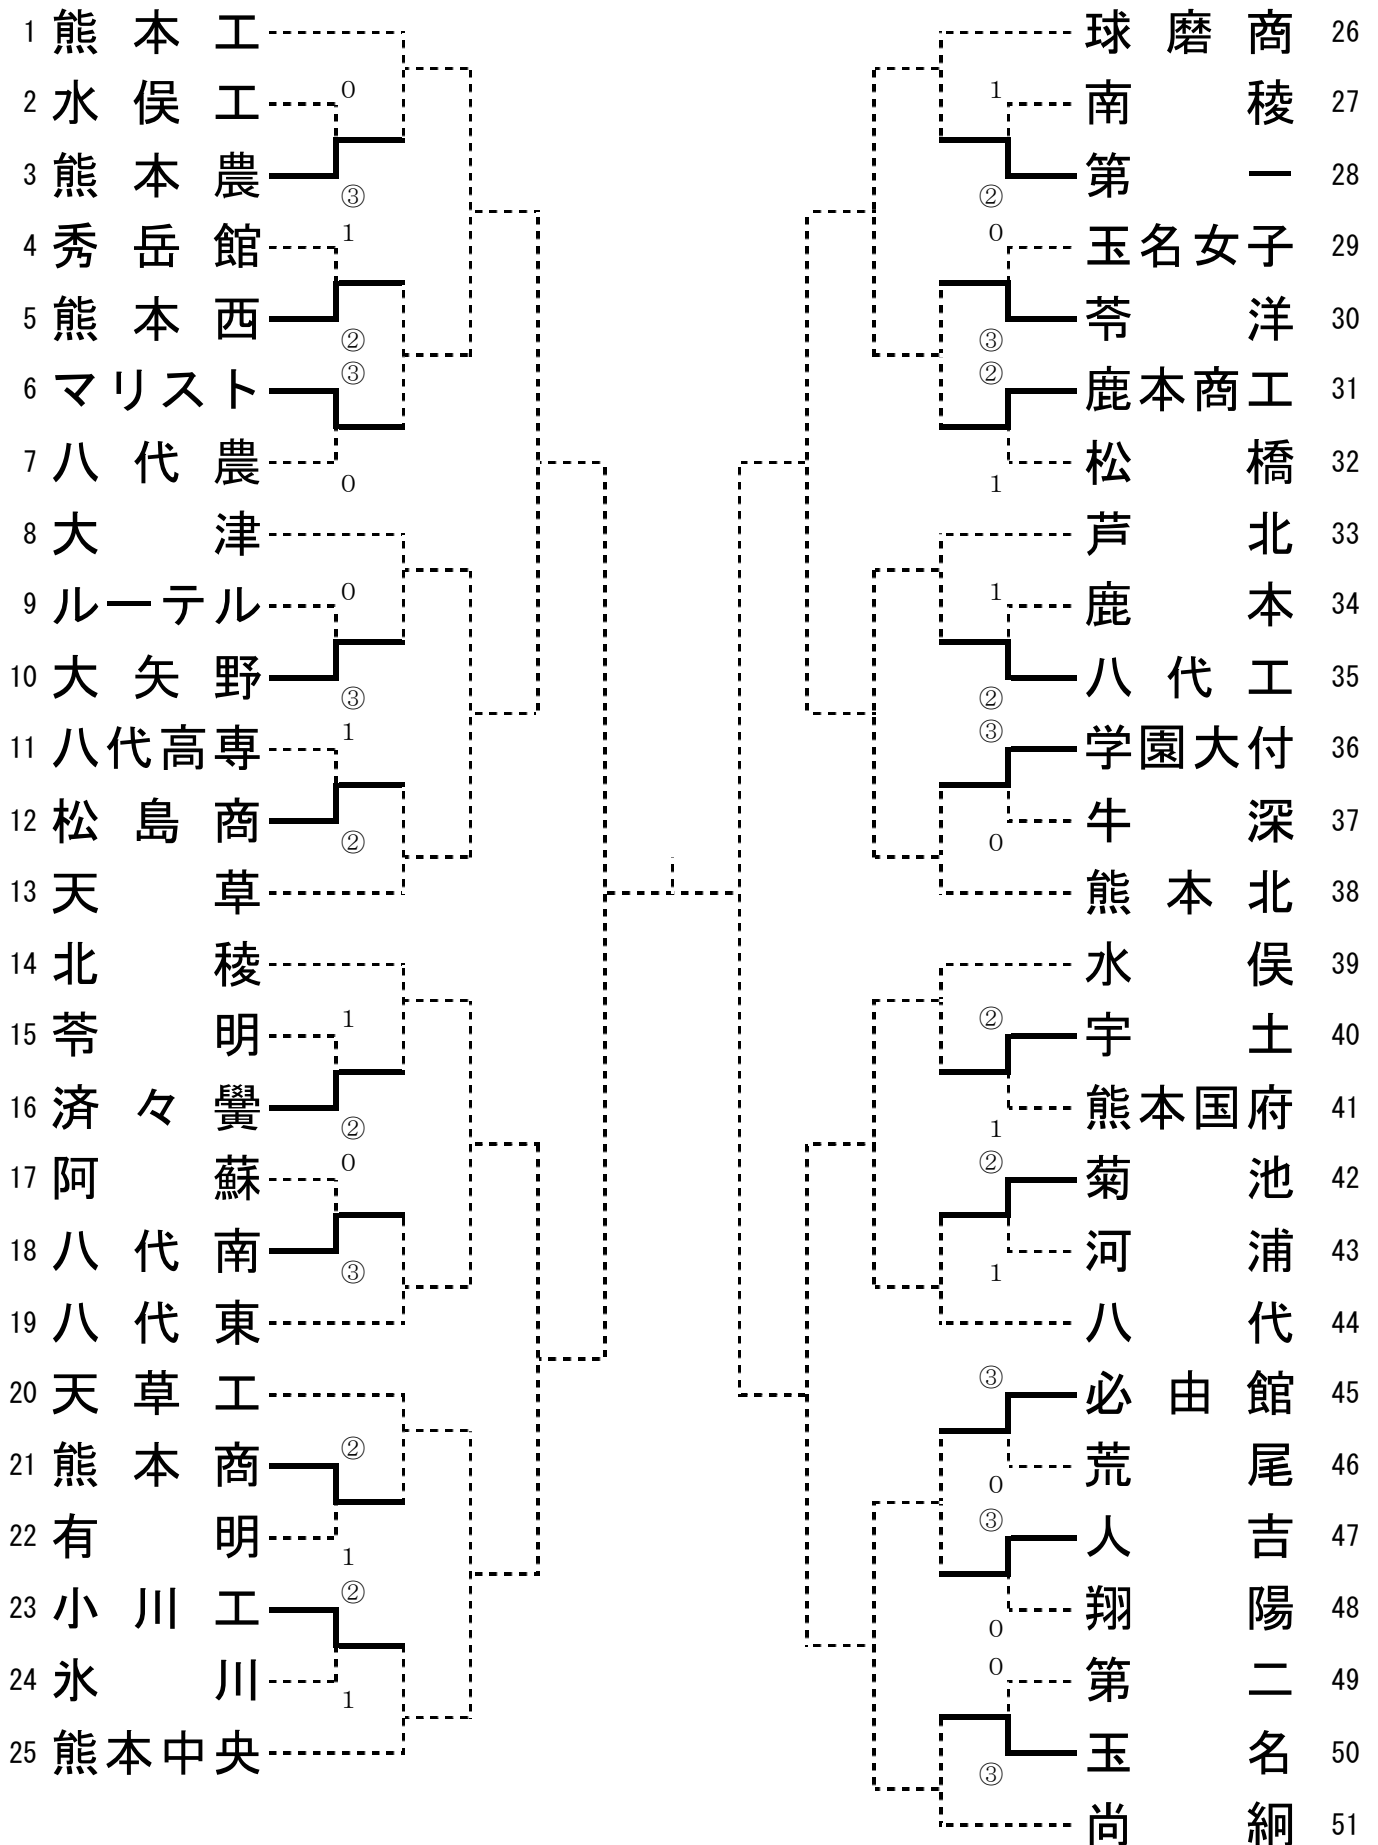 1 熊本工
0
2 水俣工
3 熊本農
③
1
4 秀岳館
5 熊本西
②
③
6 マリスト
7 八代農
0
8 大津
0
9 ルーテル
10 大矢野
③
1
11 八代高専
12 松島商
②
13 天草
14 北稜
1
15 苓明
16 済々黌
②
0
17 阿蘇
18 八代南
③
19 八代東
20 天草工
②
21 熊本商
22 有明
1
②
23 小川工
24 氷川
1
25 熊本中央
球磨商 26
1
南稜 27
第一 28
②
0
玉名女子 29
苓洋 30
③
②
鹿本商工 31
松橋 32
1
芦北 33
1
鹿本 34
八代工 35
②
③
学園大付 36
牛深 37
0
熊本北 38
水俣 39
②
宇土 40
熊本国府 41
1
②
菊池 42
河浦 43
1
八代 44
③
必由館 45
荒尾 46
0
③
人吉 47
翔陽 48
0
0
第二 49
玉名 50
③
尚絅 51